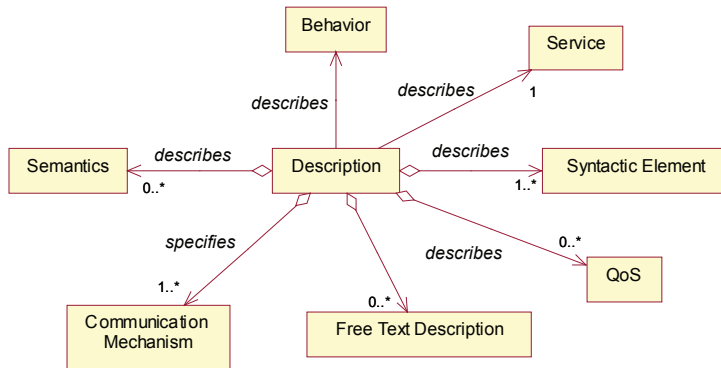 Behavior
Service
describes
describes
1
Semantics
describes
0..*
Description
describes
1..*
Syntactic Element
specifies
describes
0..*
QoS
1..*
0..*
Communication
Mechanism
Free Text Description